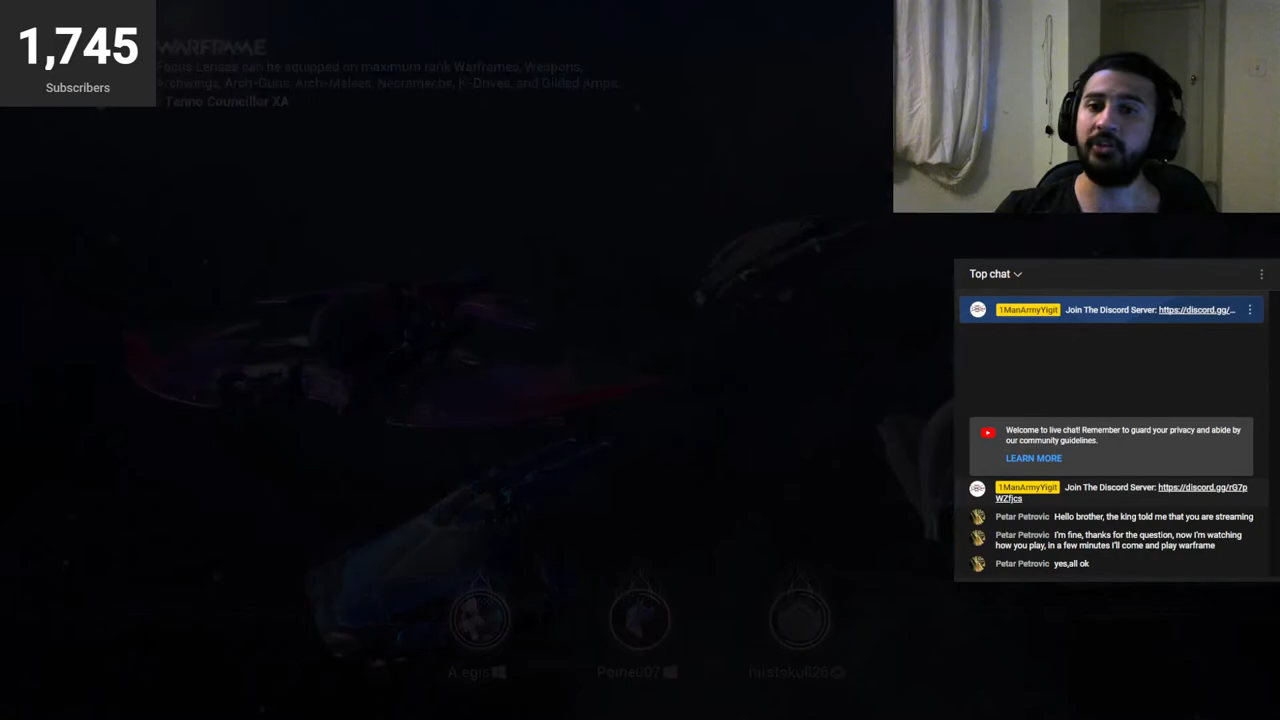 1,745
Subscribers
WARFRAME
Focus Lenses can be equipped on maximum rank Warframes, Weapons,
Archwings, Arch-Guns, Arch-Melees, Necramechs, K-Drives, and Gilded Amps.
- Tenno Councillor XA
Top chat
1ManArmyYigit Join The Discord Server: https://discord.gg/...
Welcome to live chat! Remember to guard your privacy and abide by
our community guidelines.
LEARN MORE
1ManArmyYigit Join The Discord Server: https://discord.gg/rG7p
WZfjcs
Petar Petrovic Hello brother, the king told me that you are streaming
Petar Petrovic I'm fine, thanks for the question, now I'm watching
how you play, in a few minutes I'll come and play warframe
Petar Petrovic yes,all ok